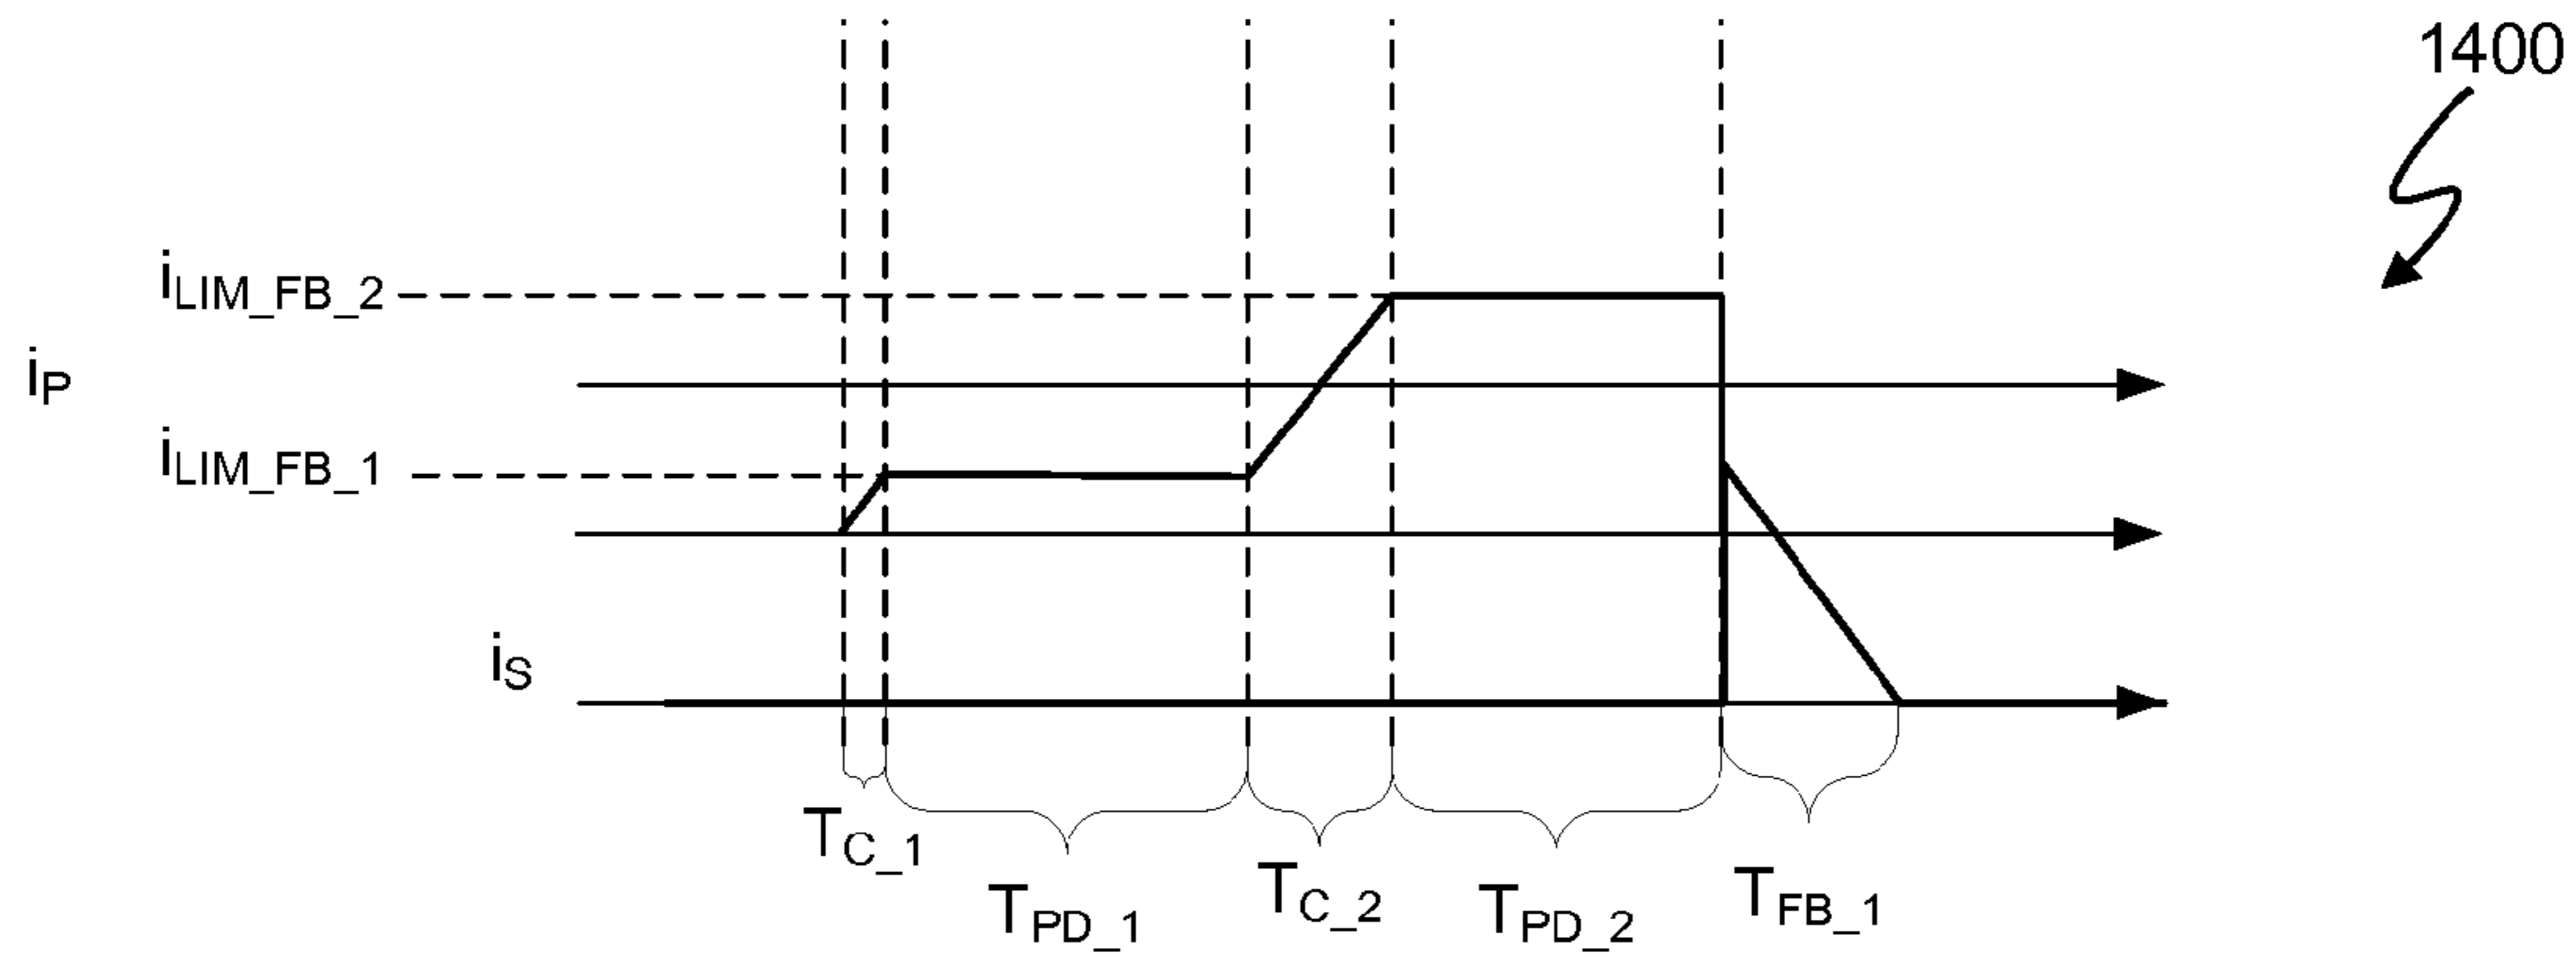 1400
iLIM_FB_2
iP
iLIM_FB_1
iS
TC_1
TPD_1
TC_2
TPD_2
TFB_1